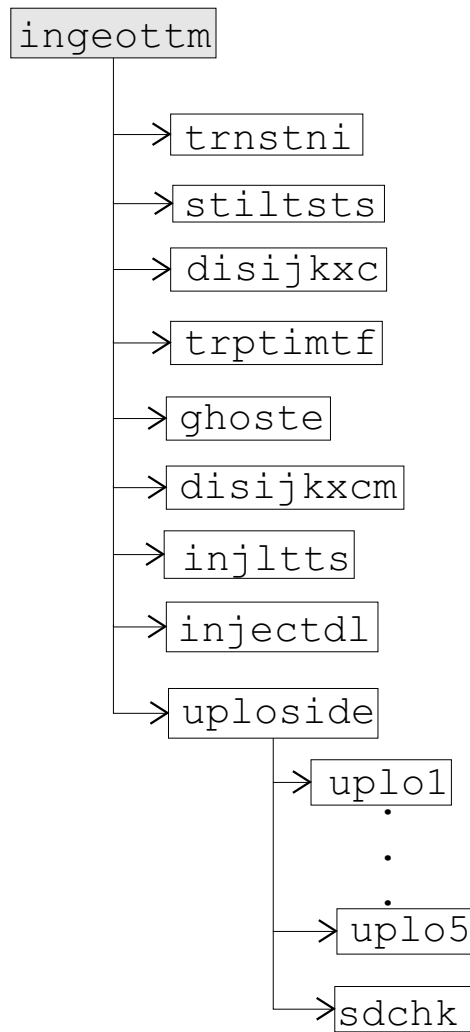 ingeottm
trnstni
stiltsts
disijkxc
trptimtf
ghoste
disijkxcm
injltts
injectdl
uploside
uplo1
.
.
.
uplo5
sdchk